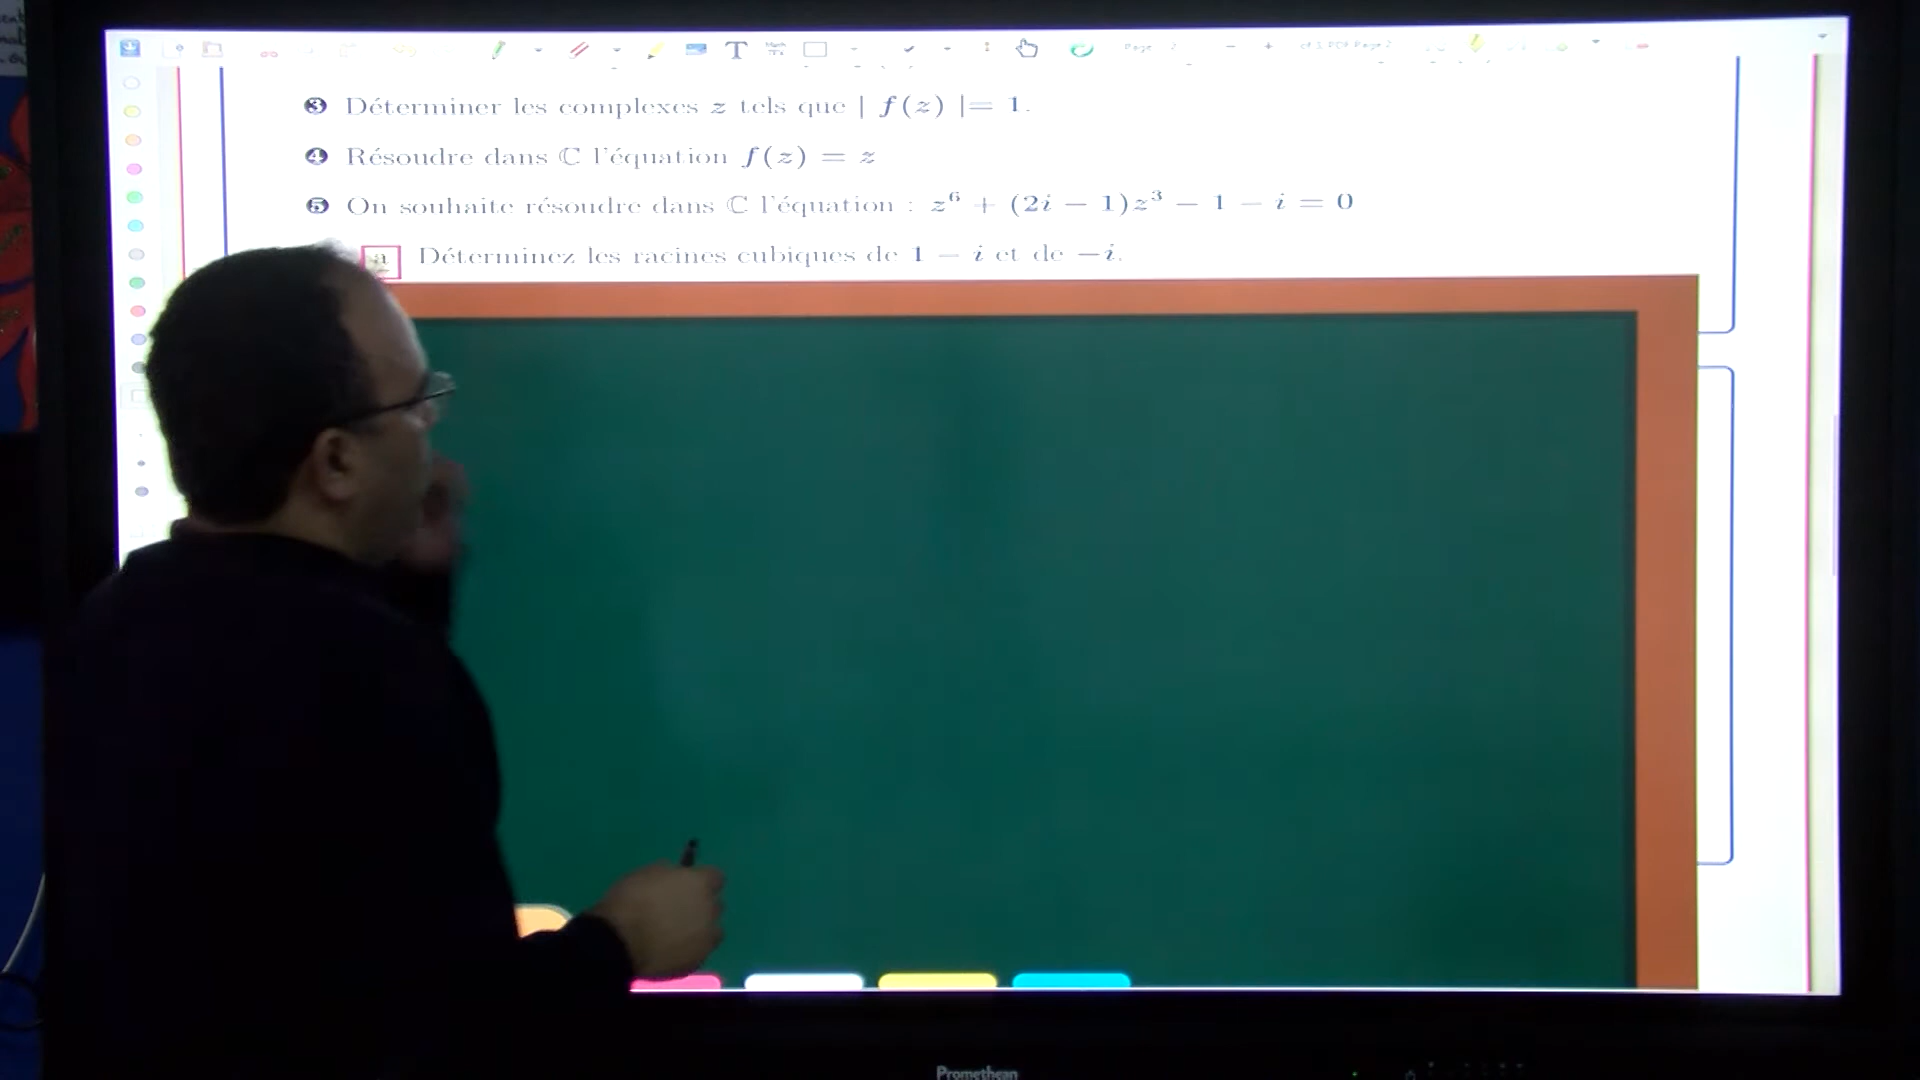 ❸ Déterminer les complexes z tels que | f(z) |= 1.
❹ Résoudre dans ℂ l'équation f(z) = z
❺ On souhaite résoudre dans ℂ l'équation : z⁶ + (2i − 1)z³ − 1 − i = 0
a Déterminez les racines cubiques de 1 − i et de −i.
Promethean